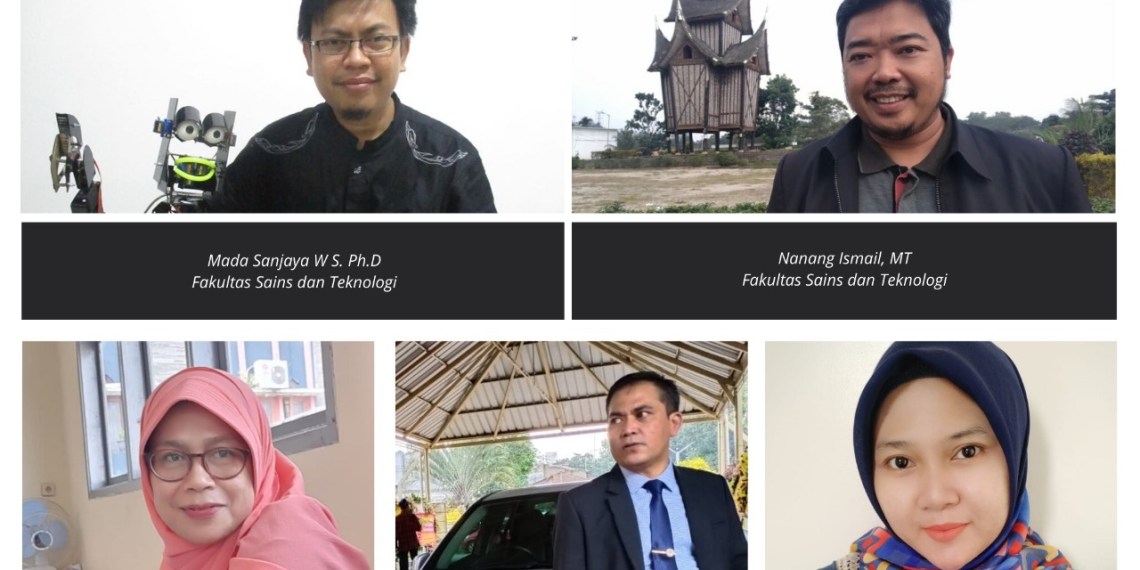 Mada Sanjaya W S. Ph.D
Fakultas Sains dan Teknologi
Nanang Ismail, MT
Fakultas Sains dan Teknologi